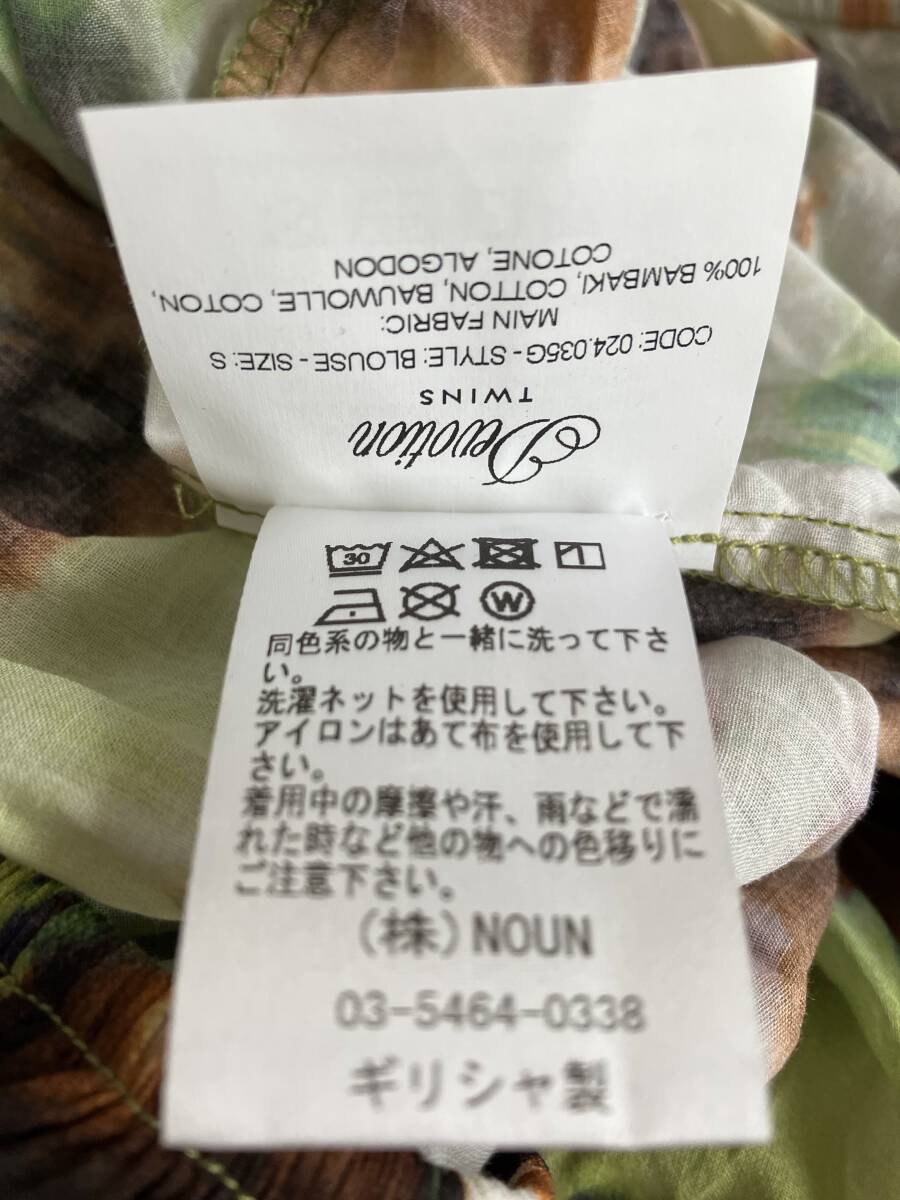 Devotion
TWINS
CODE: 024.035G - STYLE: BLOUSE - SIZE: S
MAIN FABRIC:
100% BAMBAKI, COTTON, BAUWOLLE, COTON,
COTONE, ALGODON
30
W
同色系の物と一緒に洗って下さ
い。
洗濯ネットを使用して下さい。
アイロンはあて布を使用して下
さい。
着用中の摩擦や汗、雨などで濡
れた時など他の物への色移りに
ご注意下さい。
(株)NOUN
03-5464-0338
ギリシャ製